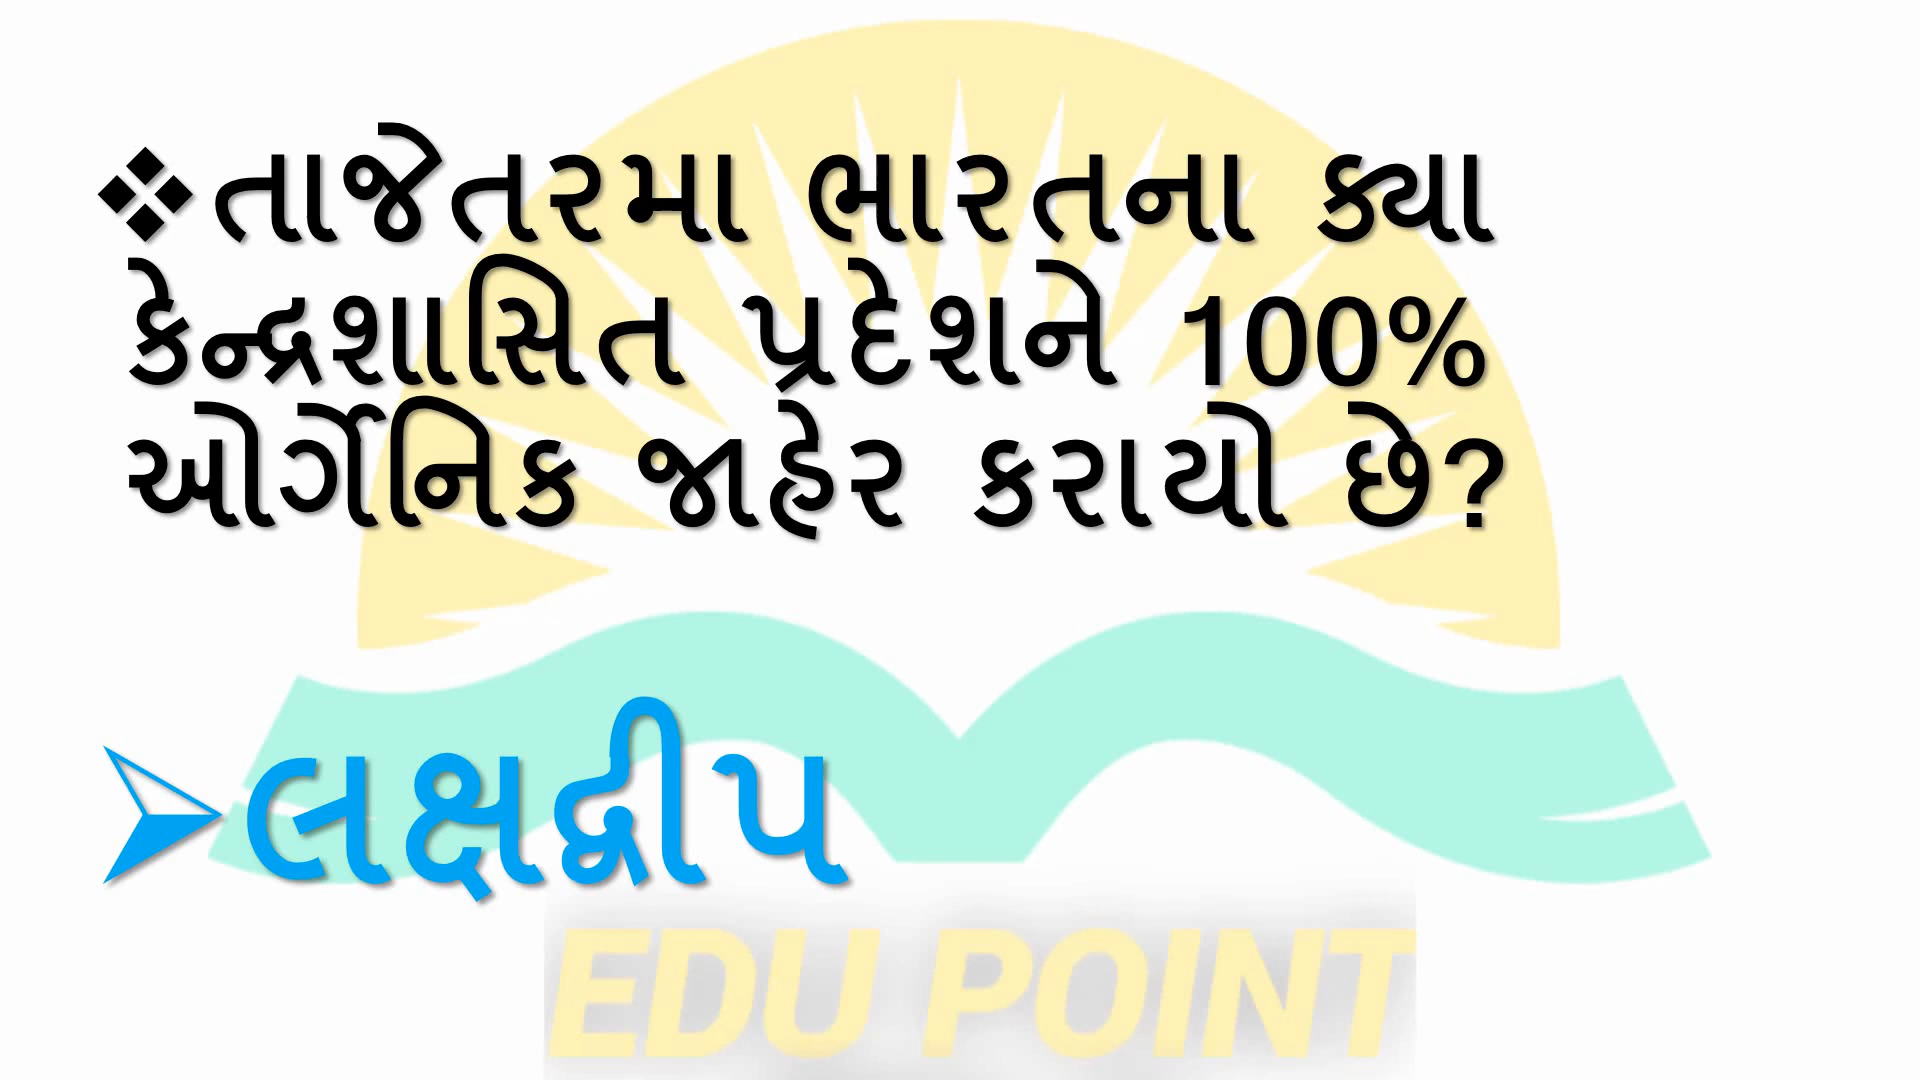 ❖તાજેતરમા ભારતના ક્યા
કેન્દ્રશાસિત પ્રદેશને 100%
ઓર્ગેનિક જાહેર કરાયો છે?
➢લક્ષદ્વીપ
EDU POINT